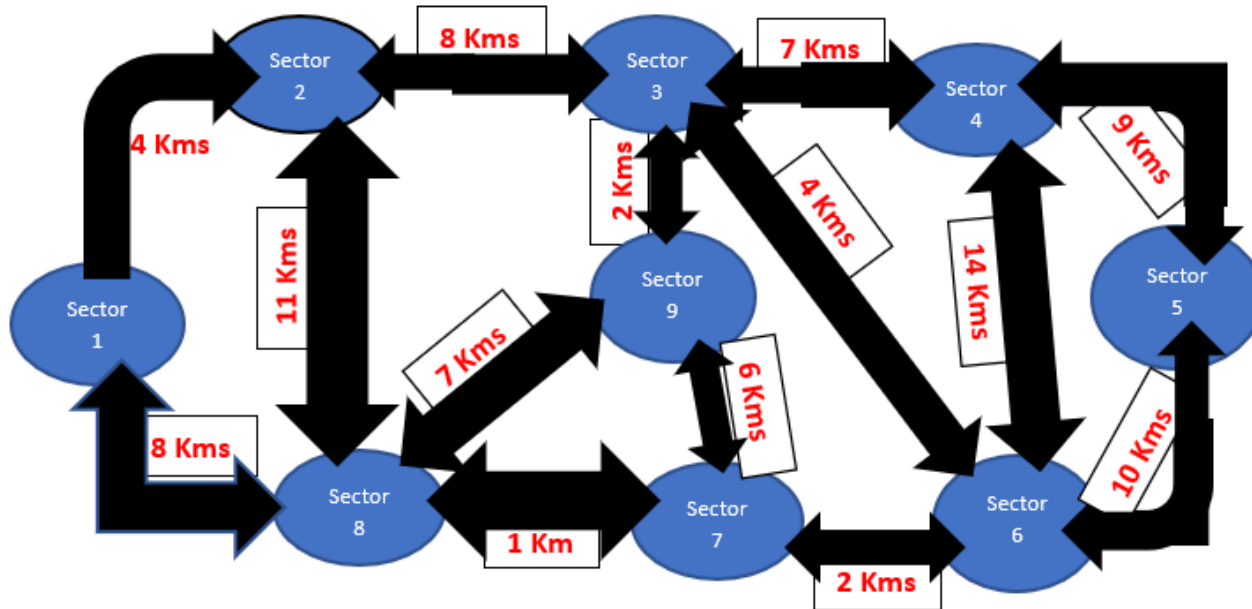 8 Kms
7 Kms
Sector
2
Sector
3
Sector
4
4 Kms
9 Kms
2 Kms
4 Kms
11 Kms
14 Kms
Sector
1
Sector
9
Sector
5
7 Kms
6 Kms
8 Kms
10 Kms
Sector
8
Sector
7
Sector
6
1 Km
2 Kms